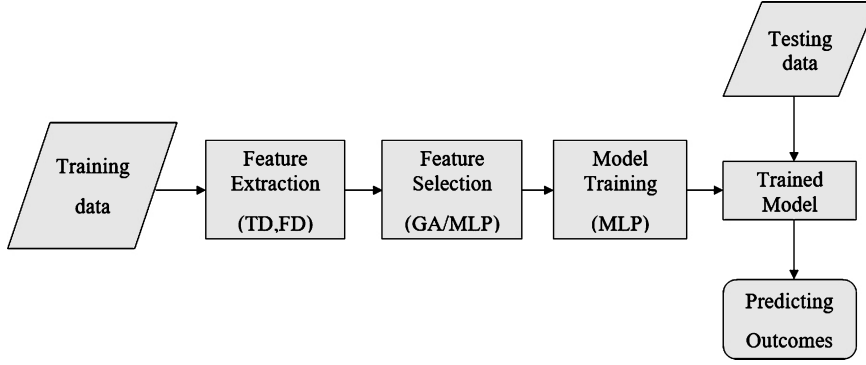 Testing
data
Training
data
Feature
Extraction
(TD,FD)
Feature
Selection
(GA/MLP)
Model
Training
(MLP)
Trained
Model
Predicting
Outcomes